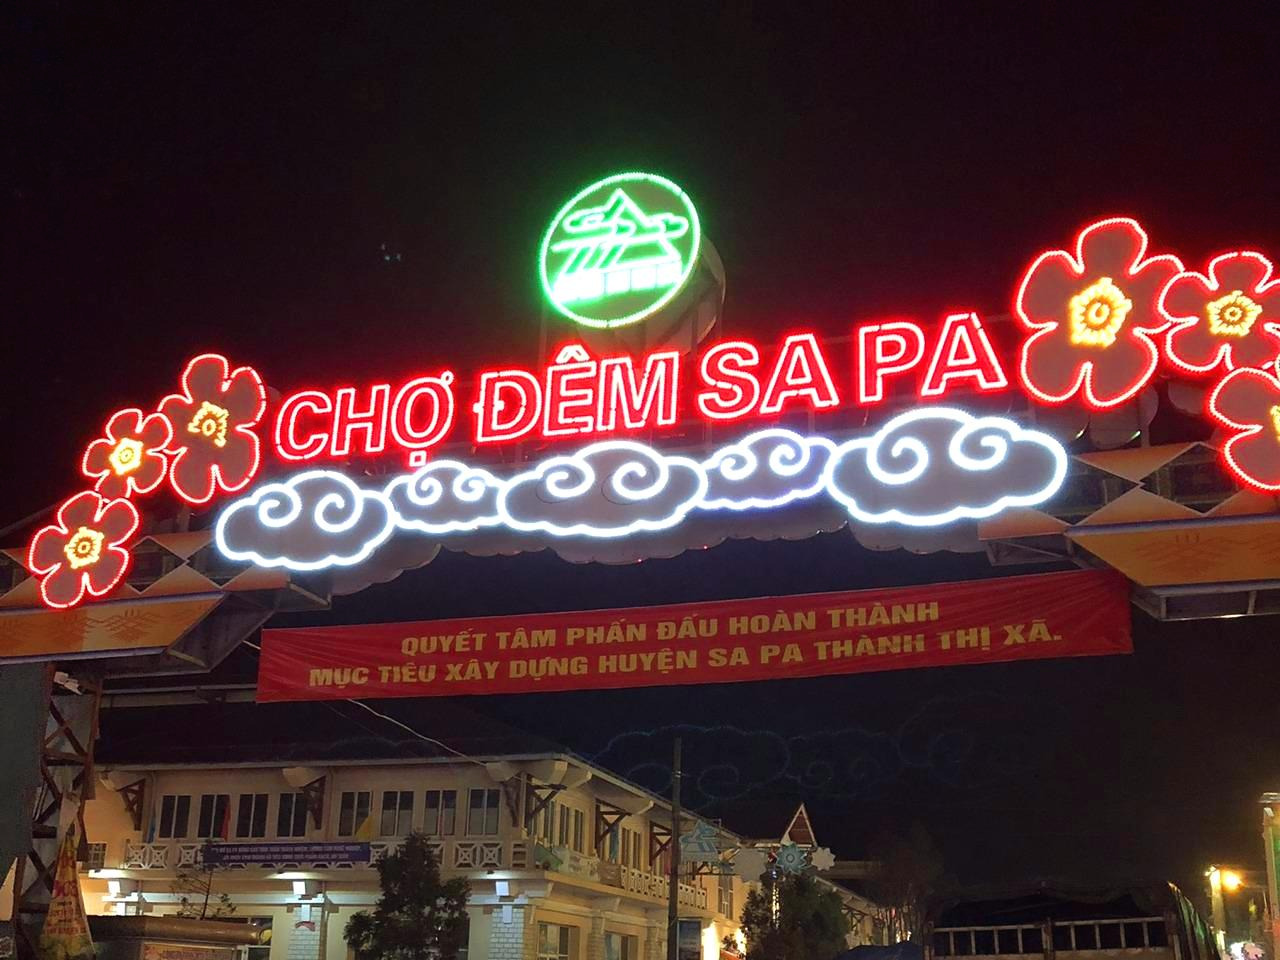 CHỢ ĐÊM SA PA
QUYẾT TÂM PHẤN ĐẤU HOÀN THÀNH
MỤC TIÊU XÂY DỰNG HUYỆN SA PA THÀNH THỊ XÃ.